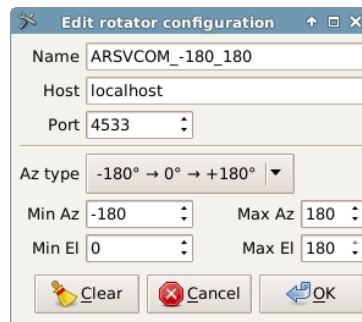 Edit rotator configuration
Name ARSVCOM_-180_180
Host localhost
Port 4533
Az type -180° → 0° → +180°
Min Az -180 Max Az 180
Min El 0 Max El 180
Clear Cancel OK